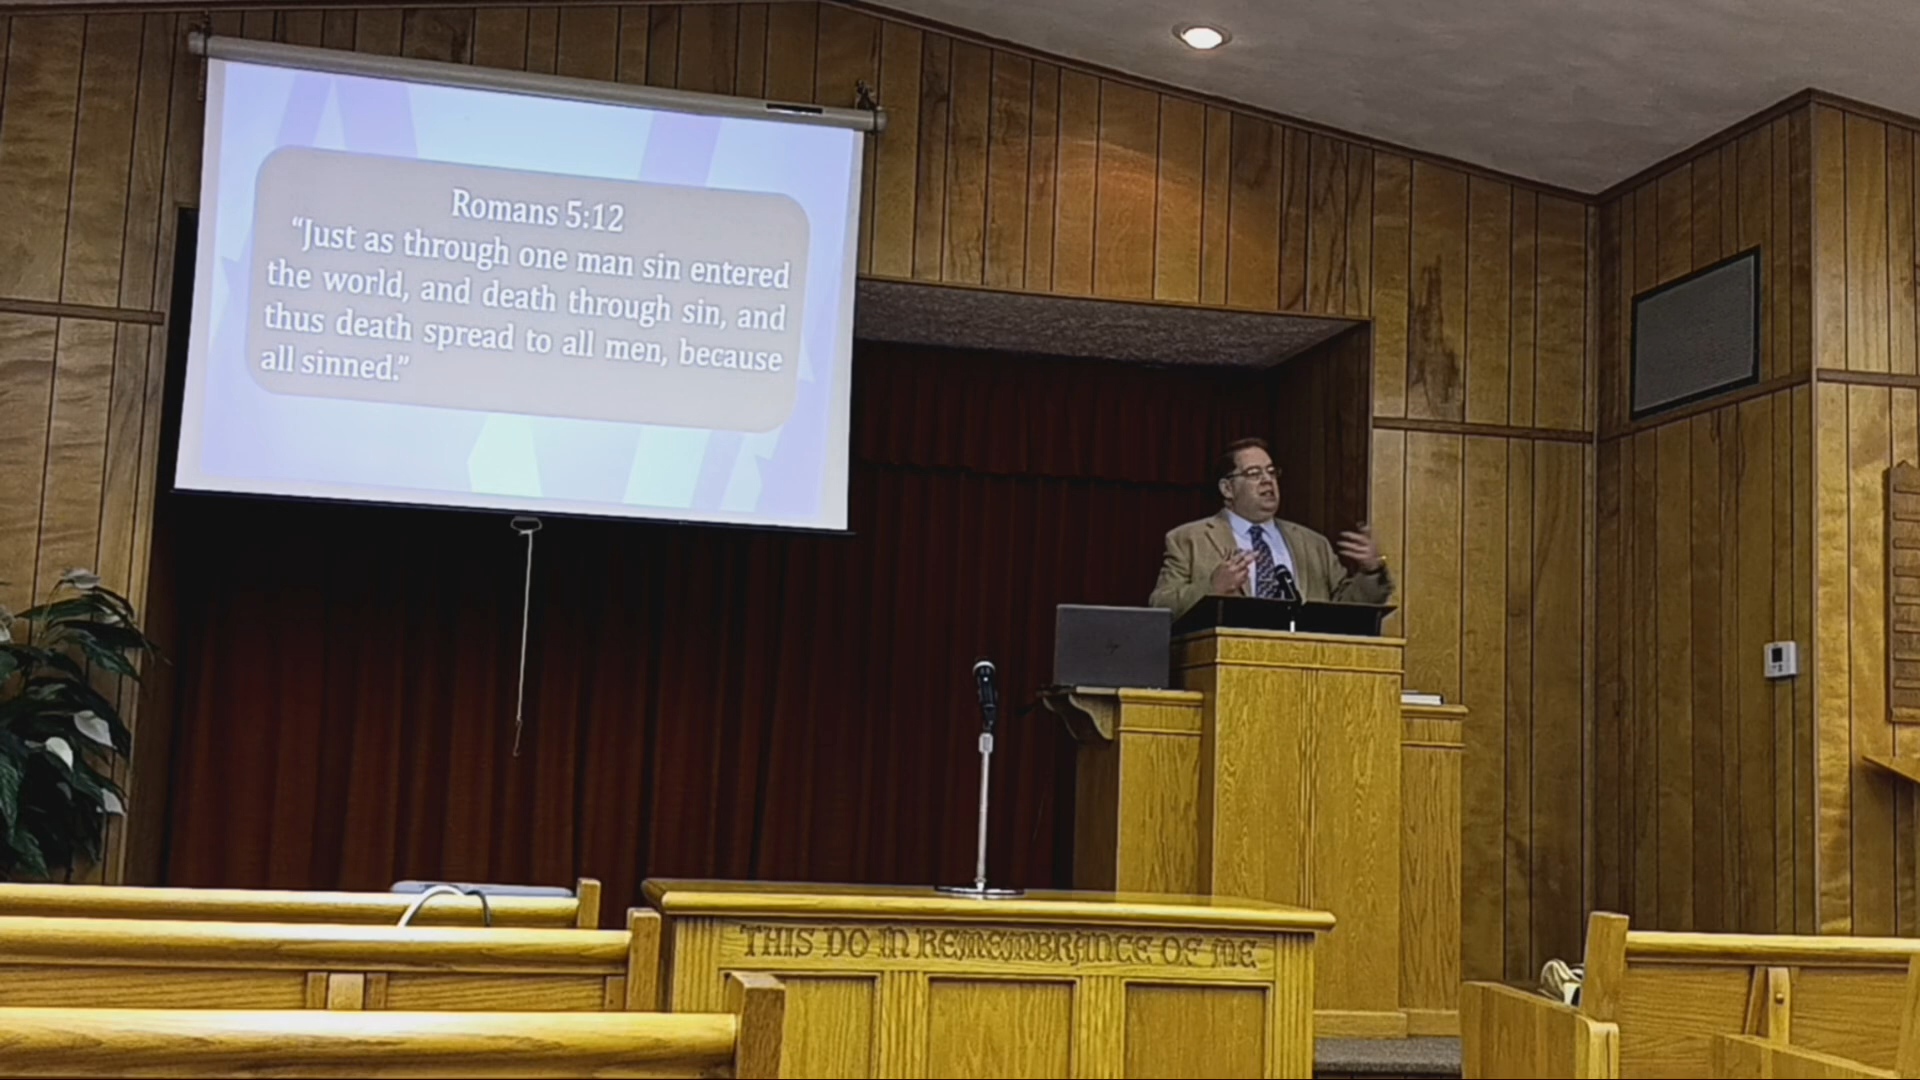 Romans 5:12
“Just as through one man sin entered
the world, and death through sin, and
thus death spread to all men, because
all sinned.”
THIS DO IN REMEMBRANCE OF ME